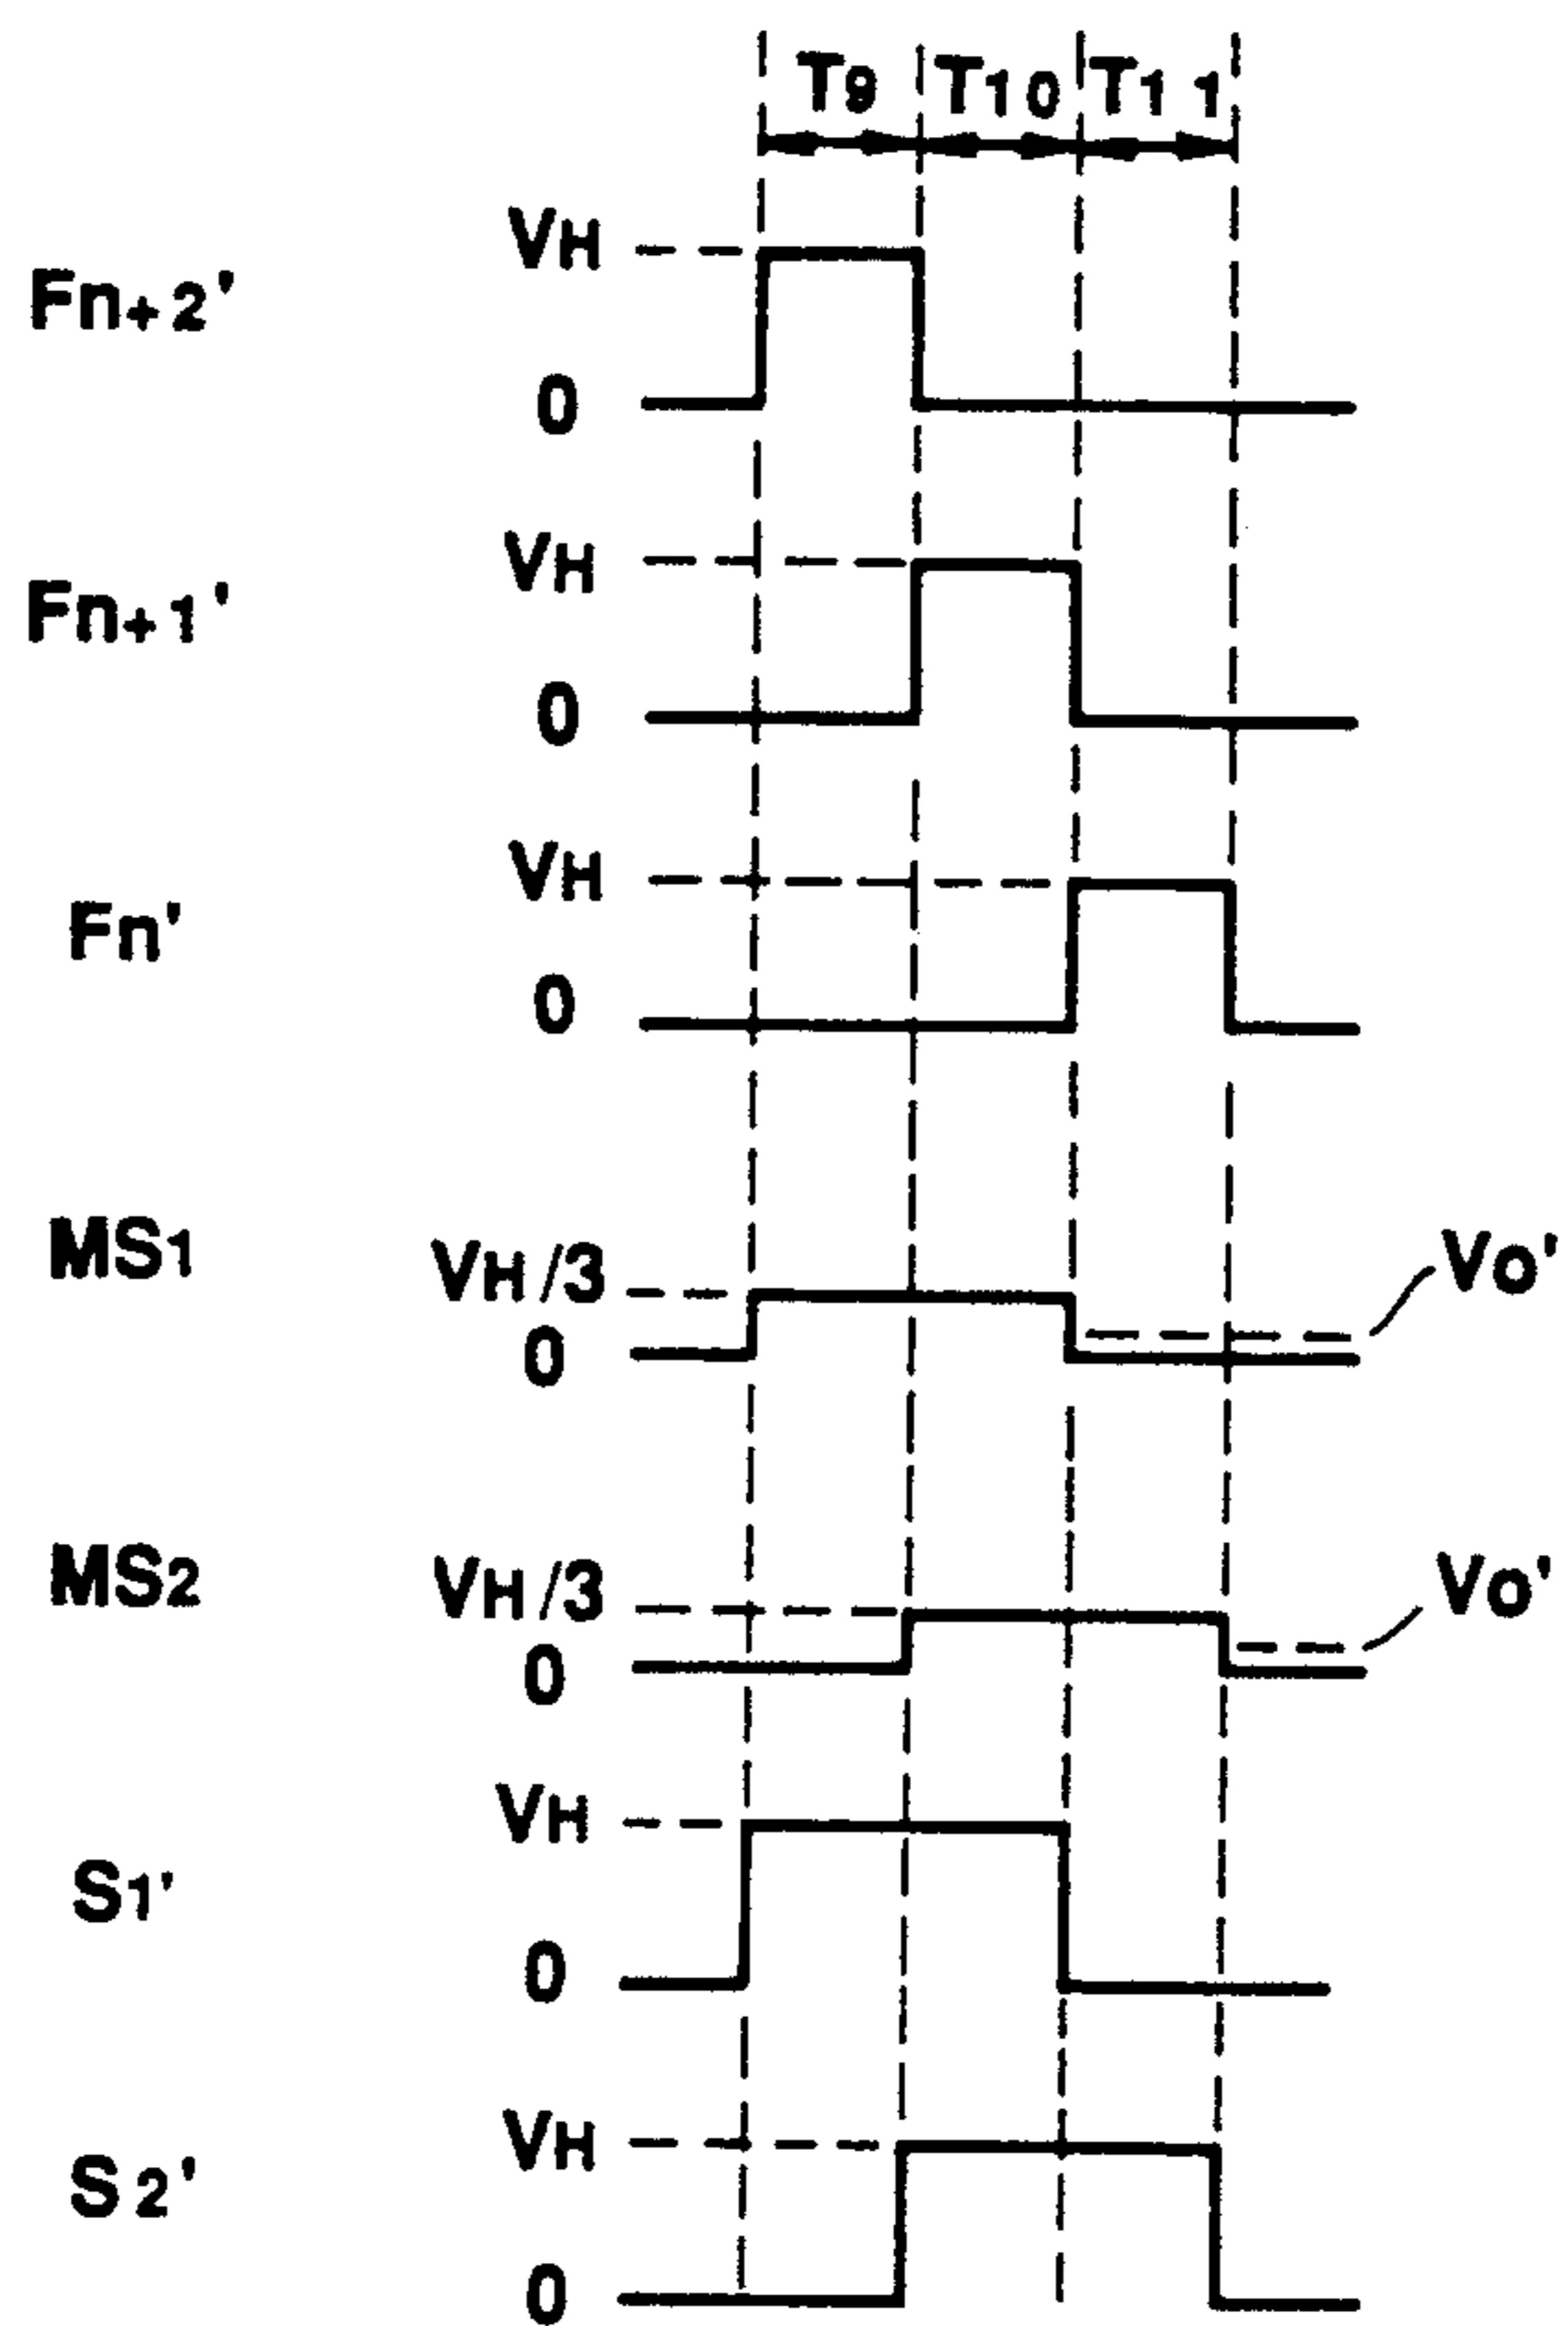 T9 T10 T11
VH
Fn+2'
0
VH
Fn+1'
0
VH
Fn'
0
MS1
VH/3
Vo'
0
MS2
VH/3
Vo'
0
VH
S1'
0
VH
S2'
0